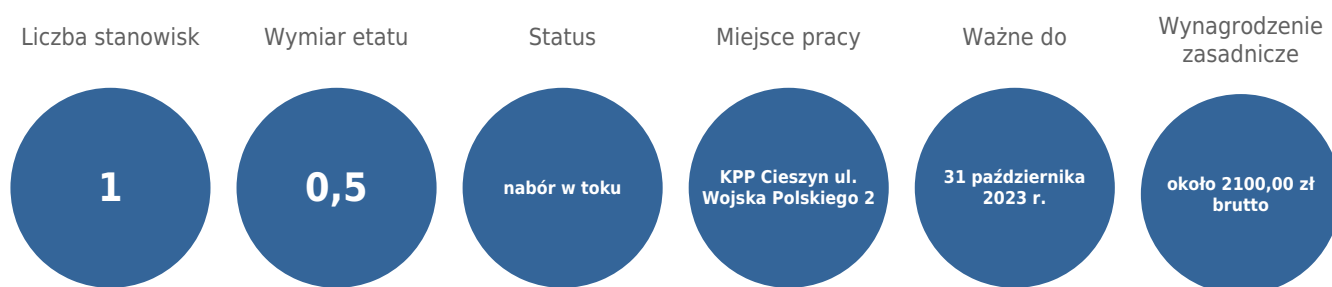 Liczba stanowisk
1
Wymiar etatu
0,5
Status
nabór w toku
Miejsce pracy
KPP Cieszyn ul.
Wojska Polskiego 2
Ważne do
31 października
2023 r.
Wynagrodzenie
zasadnicze
około 2100,00 zł
brutto